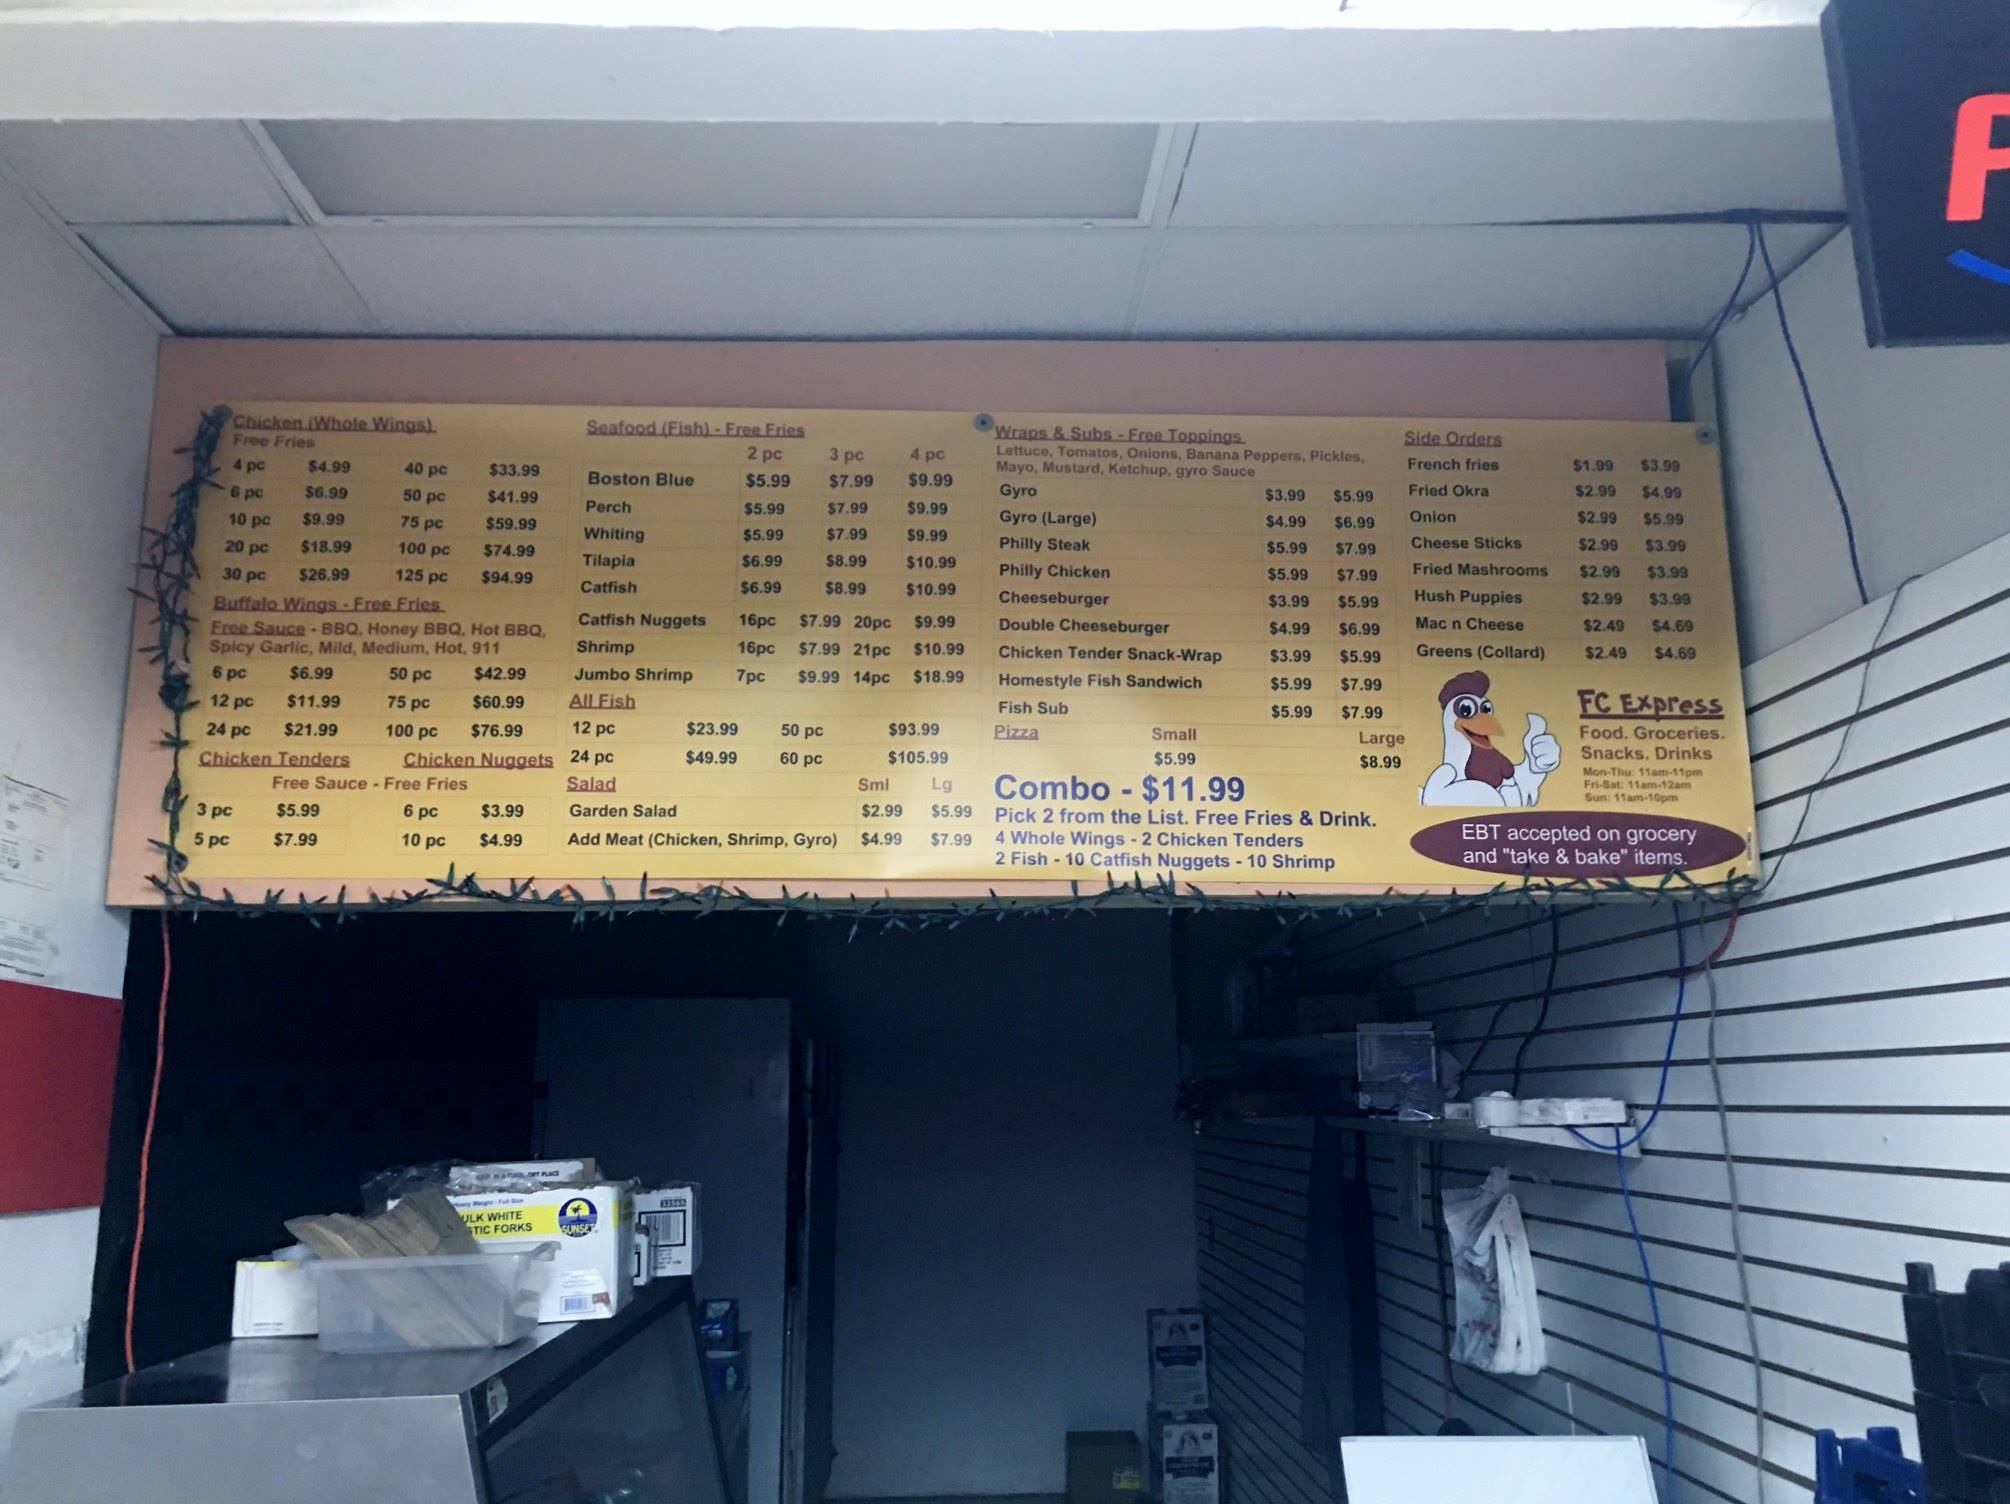 Chicken (Whole Wings)
Free Fries
4 pc $4.99 40 pc $33.99
6 pc $6.99 50 pc $41.99
10 pc $9.99 75 pc $59.99
20 pc $18.99 100 pc $74.99
30 pc $26.99 125 pc $94.99
Buffalo Wings - Free Fries
Free Sauce - BBQ, Honey BBQ, Hot BBQ,
Spicy Garlic, Mild, Medium, Hot, 911
6 pc $6.99 50 pc $42.99
12 pc $11.99 75 pc $60.99
24 pc $21.99 100 pc $76.99
Chicken Tenders Chicken Nuggets
Free Sauce - Free Fries
3 pc $5.99 6 pc $3.99
5 pc $7.99 10 pc $4.99
Seafood (Fish) - Free Fries
2 pc 3 pc 4 pc
Boston Blue $5.99 $7.99 $9.99
Perch $5.99 $7.99 $9.99
Whiting $5.99 $7.99 $9.99
Tilapia $6.99 $8.99 $10.99
Catfish $6.99 $8.99 $10.99
Catfish Nuggets 16pc $7.99 20pc $9.99
Shrimp 16pc $7.99 21pc $10.99
Jumbo Shrimp 7pc $9.99 14pc $18.99
All Fish
12 pc $23.99 50 pc $93.99
24 pc $49.99 60 pc $105.99
Salad Sml Lg
Garden Salad $2.99 $5.99
Add Meat (Chicken, Shrimp, Gyro) $4.99 $7.99
Wraps & Subs - Free Toppings
Lettuce, Tomatos, Onions, Banana Peppers, Pickles,
Mayo, Mustard, Ketchup, gyro Sauce
Gyro $3.99 $5.99
Gyro (Large) $4.99 $6.99
Philly Steak $5.99 $7.99
Philly Chicken $5.99 $7.99
Cheeseburger $3.99 $5.99
Double Cheeseburger $4.99 $6.99
Chicken Tender Snack-Wrap $3.99 $5.99
Homestyle Fish Sandwich $5.99 $7.99
Fish Sub $5.99 $7.99
Pizza Small Large
$5.99 $8.99
Combo - $11.99
Pick 2 from the List. Free Fries & Drink.
4 Whole Wings - 2 Chicken Tenders
2 Fish - 10 Catfish Nuggets - 10 Shrimp
Side Orders
French fries $1.99 $3.99
Fried Okra $2.99 $4.99
Onion $2.99 $5.99
Cheese Sticks $2.99 $3.99
Fried Mashrooms $2.99 $3.99
Hush Puppies $2.99 $3.99
Mac n Cheese $2.49 $4.69
Greens (Collard) $2.49 $4.69
FC Express
Food. Groceries.
Snacks. Drinks
Mon-Thu: 11am-11pm
Fri-Sat: 11am-12am
Sun: 11am-10pm
EBT accepted on grocery
and "take & bake" items.
ULK WHITE
STIC FORKS
SUNSET